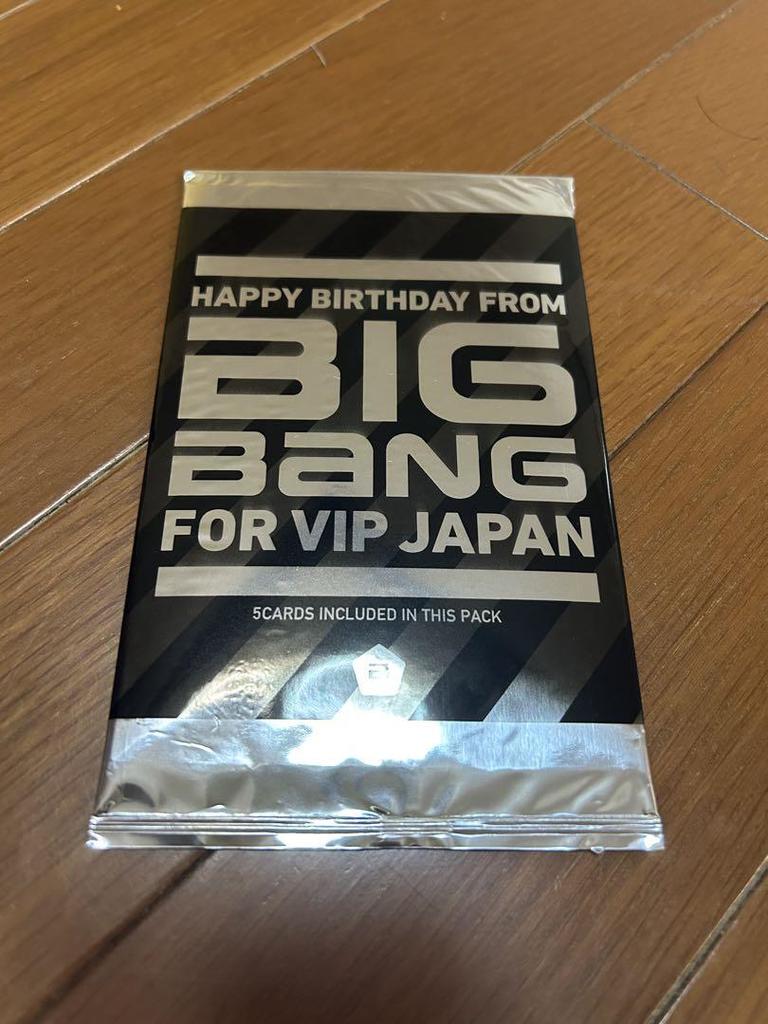 HAPPY BIRTHDAY FROM
BIG
BaNG
FOR VIP JAPAN
5CARDS INCLUDED IN THIS PACK
B